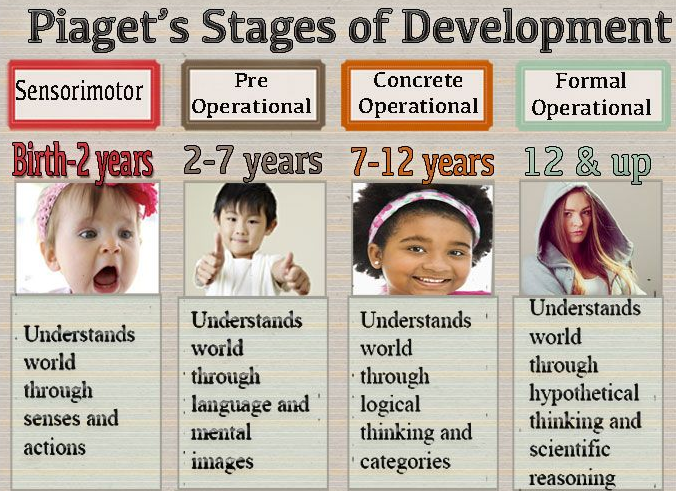 Piaget's Stages of Development
Sensorimotor
Pre
Operational
Concrete
Operational
Formal
Operational
Birth-2 years
2-7 years
7-12 years
12 & up
Understands
world
through
senses and
actions
Understands
world
through
language and
mental
images
Understands
world
through
logical
thinking and
categories
Understands
world
through
hypothetical
thinking and
scientific
reasoning